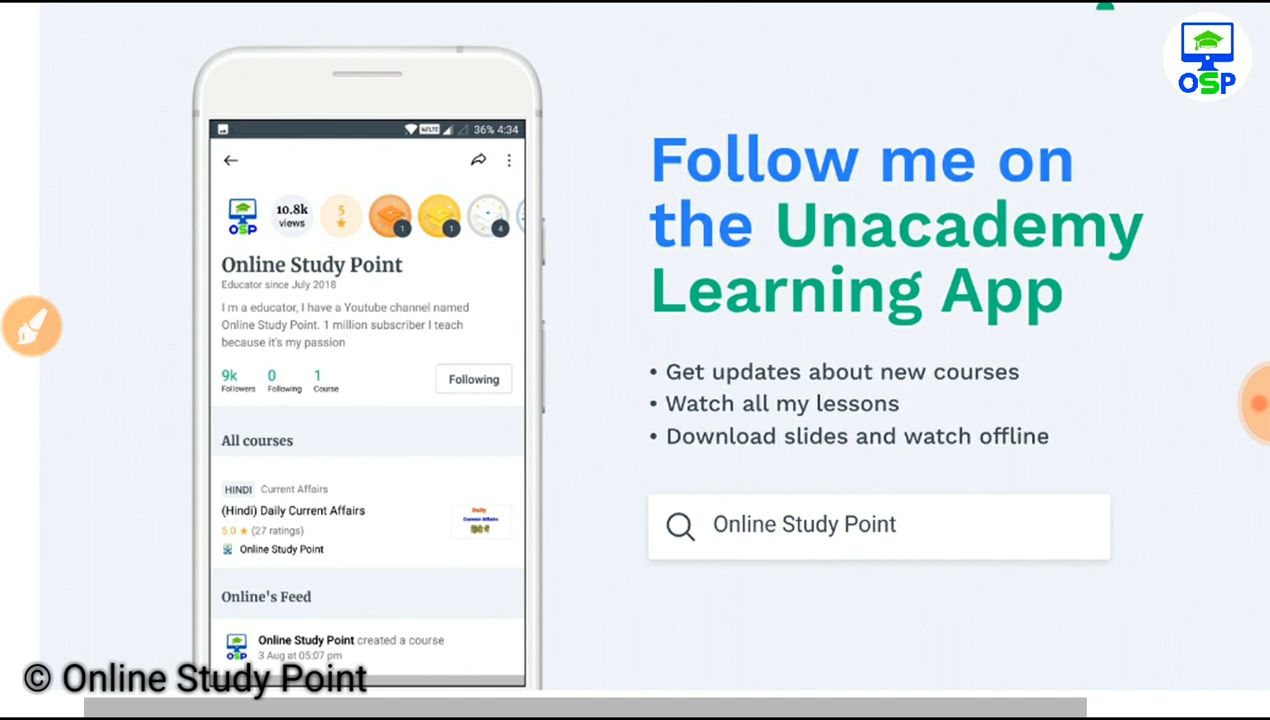 OSP
36% 4:34
OSP
10.8k
views
5
1
1
4
Online Study Point
Educator since July 2018
I m a educator, I have a Youtube channel named
Online Study Point. 1 million subscriber I teach
because it's my passion
9k
Followers
0
Following
1
Course
Following
All courses
HINDI Current Affairs
(Hindi) Daily Current Affairs
5.0 ★ (27 ratings)
Online Study Point
Daily
Current Affairs
हिंदी में
Online's Feed
OSP
Online Study Point created a course
3 Aug at 05:07 pm
Follow me on
the Unacademy
Learning App
• Get updates about new courses
• Watch all my lessons
• Download slides and watch offline
Online Study Point
© Online Study Point